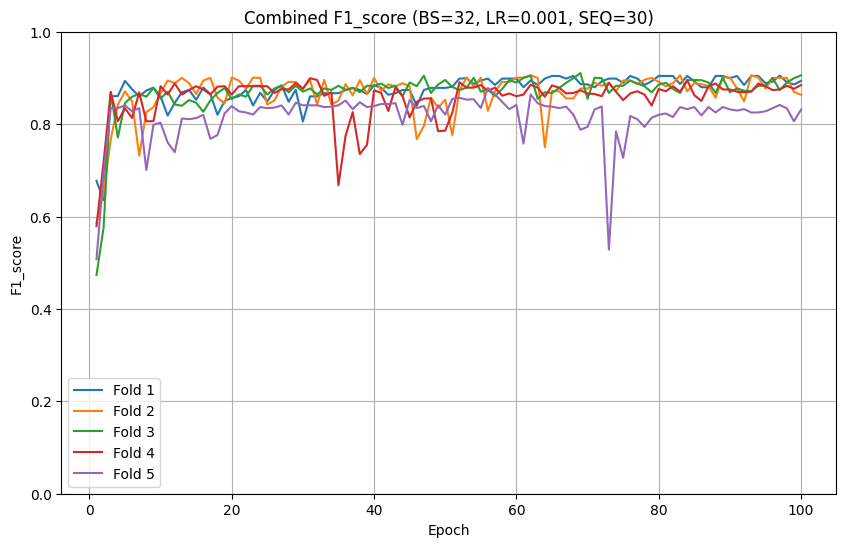 Combined F1_score (BS=32, LR=0.001, SEQ=30)
1.0
0.8
0.6
0.4
0.2
0.0
F1_score
Fold 1
Fold 2
Fold 3
Fold 4
Fold 5
0 20 40 60 80 100
Epoch